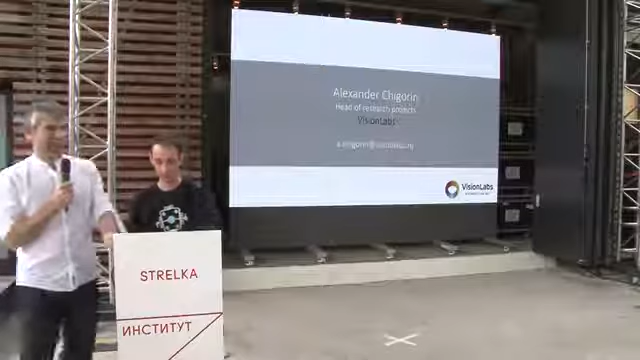 Alexander Chigorin
Head of research projects
VisionLabs
VisionLabs
STRELKA
ИНСТИТУТ